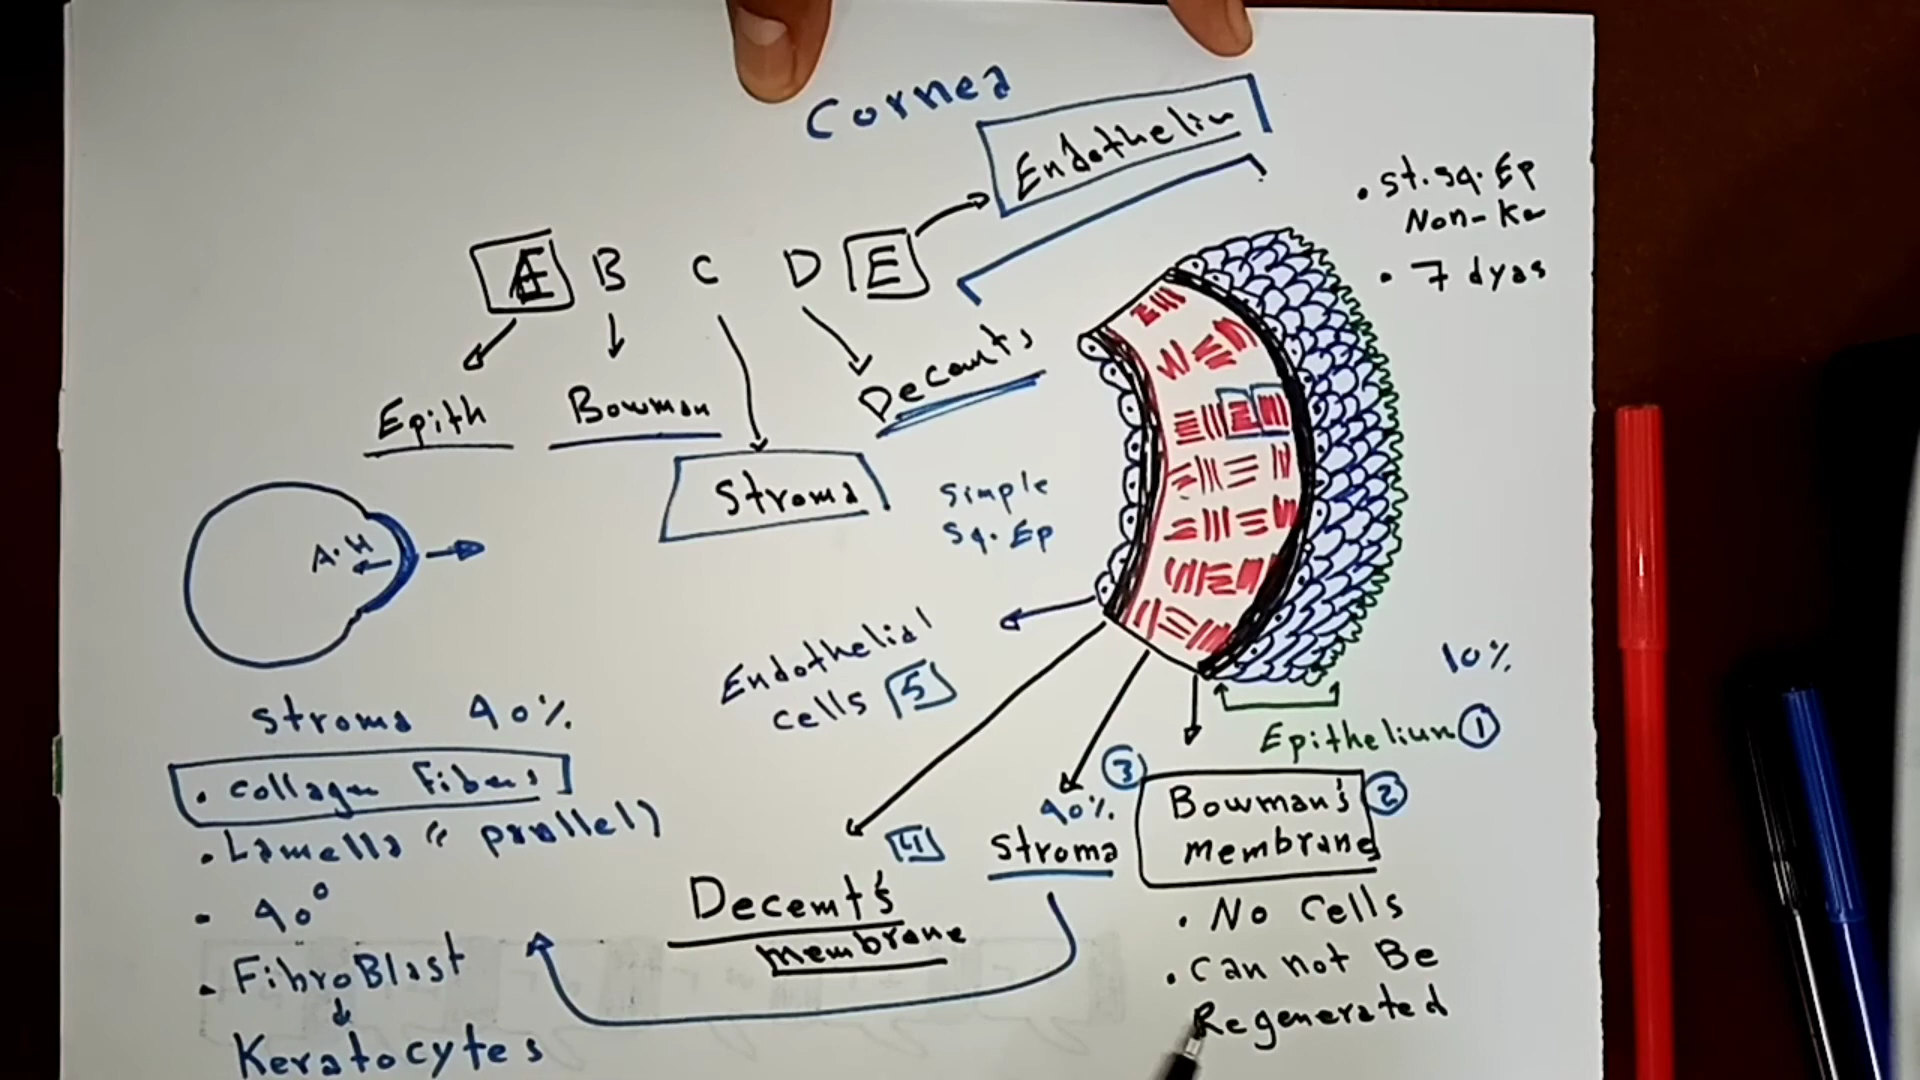 Cornea
Endothelium
A B C D E
Epith
Bowman
Decemts
Stroma
A.H
simple
sq. Ep
. st. sq. Ep
Non-Ke
. 7 dyas
Endothelial
cells 5
10%
Epithelium 1
Bowman's 2
membrane
. No cells
. can not Be
Regenerated
3
90%
stroma
4
Decemt's
membrane
stroma 90%
. collagen Fibers
. Lamella " prallel)
. 90°
. FibroBlast
Keratocytes